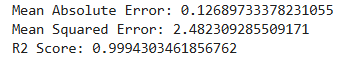 Mean Absolute Error: 0.12689733378231055
Mean Squared Error: 2.482309285509171
R2 Score: 0.9994303461856762